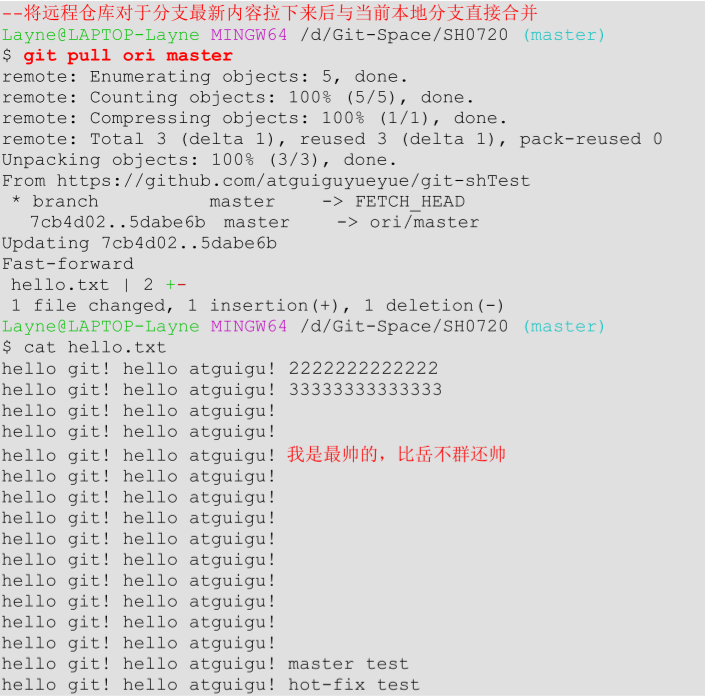 --将远程仓库对于分支最新内容拉下来后与当前本地分支直接合并
Layne@LAPTOP-Layne MINGW64 /d/Git-Space/SH0720 (master)
$ git pull ori master
remote: Enumerating objects: 5, done.
remote: Counting objects: 100% (5/5), done.
remote: Compressing objects: 100% (1/1), done.
remote: Total 3 (delta 1), reused 3 (delta 1), pack-reused 0
Unpacking objects: 100% (3/3), done.
From https://github.com/atguiguyueyue/git-shTest
 * branch            master     -> FETCH_HEAD
   7cb4d02..5dabe6b  master     -> ori/master
Updating 7cb4d02..5dabe6b
Fast-forward
 hello.txt | 2 +-
 1 file changed, 1 insertion(+), 1 deletion(-)
Layne@LAPTOP-Layne MINGW64 /d/Git-Space/SH0720 (master)
$ cat hello.txt
hello git! hello atguigu! 2222222222222
hello git! hello atguigu! 33333333333333
hello git! hello atguigu!
hello git! hello atguigu!
hello git! hello atguigu! 我是最帅的，比岳不群还帅
hello git! hello atguigu!
hello git! hello atguigu!
hello git! hello atguigu!
hello git! hello atguigu!
hello git! hello atguigu!
hello git! hello atguigu!
hello git! hello atguigu!
hello git! hello atguigu!
hello git! hello atguigu!
hello git! hello atguigu! master test
hello git! hello atguigu! hot-fix test